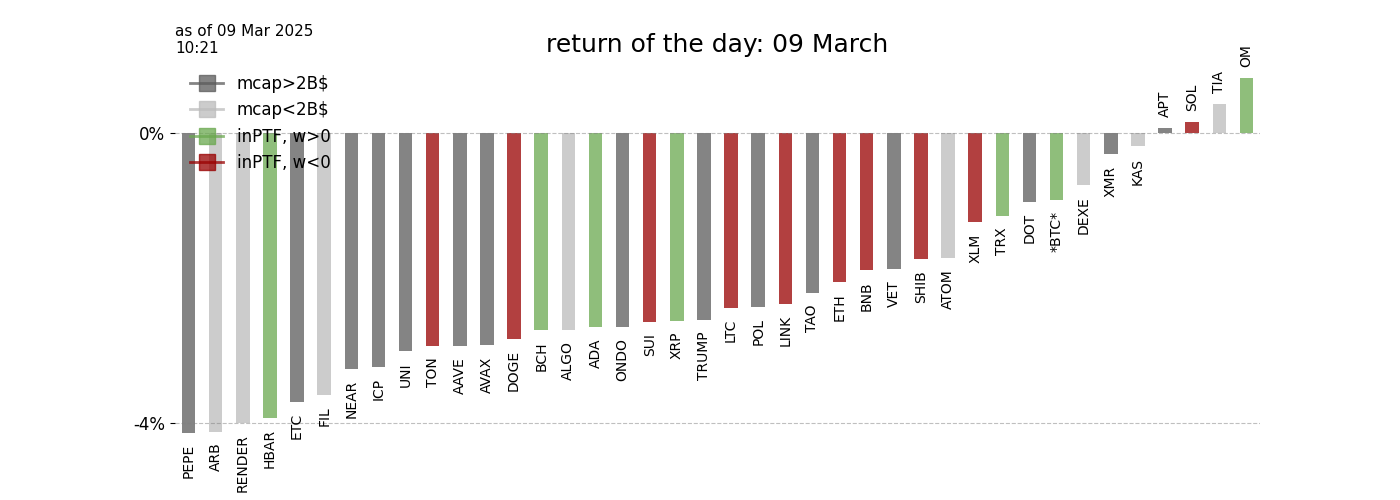 as of 09 Mar 2025
10:21
return of the day: 09 March
mcap>2B$
mcap<2B$
inPTF, w>0
inPTF, w<0
0%
-4%
PEPE
ARB
RENDER
HBAR
ETC
FIL
NEAR
ICP
UNI
TON
AAVE
AVAX
DOGE
BCH
ALGO
ADA
ONDO
SUI
XRP
TRUMP
LTC
POL
LINK
TAO
ETH
BNB
VET
SHIB
ATOM
XLM
TRX
DOT
*BTC*
DEXE
XMR
KAS
APT
SOL
TIA
OM